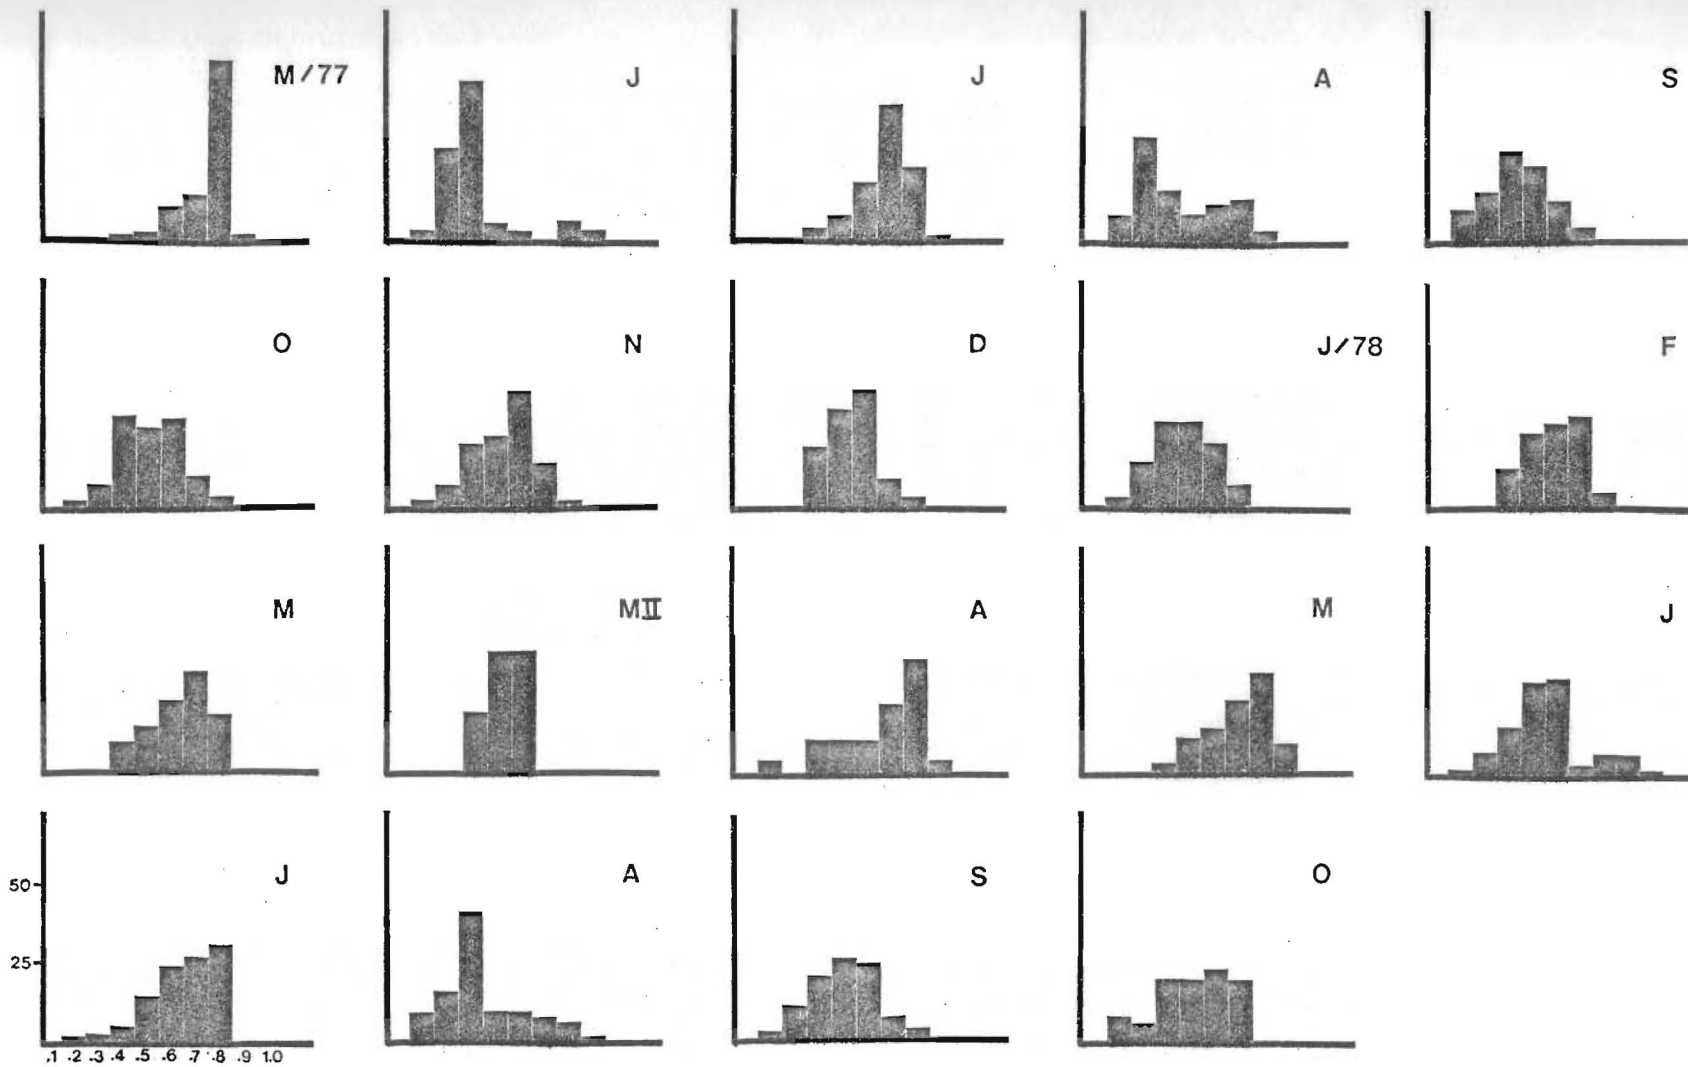 M/77 J J A S
O N D J/78 F
M MII A M J
J A S O
50
25
.1 .2 .3 .4 .5 .6 .7 .8 .9 1.0